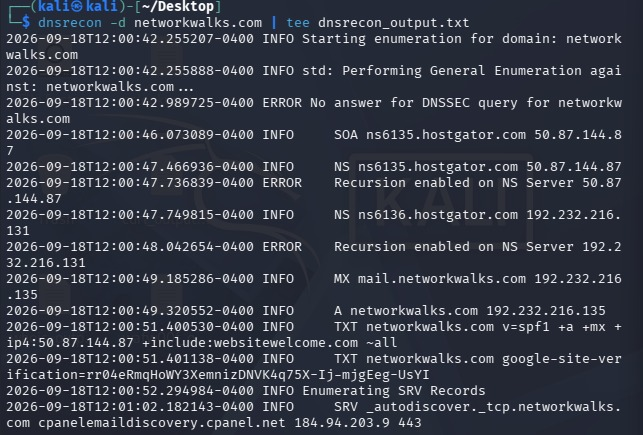 ┌──(kali㉿kali)-[~/Desktop]
└─$ dnsrecon -d networkwalks.com | tee dnsrecon_output.txt
2026-09-18T12:00:42.255207-0400 INFO Starting enumeration for domain: network
walks.com
2026-09-18T12:00:42.255888-0400 INFO std: Performing General Enumeration agai
nst: networkwalks.com...
2026-09-18T12:00:42.989725-0400 ERROR No answer for DNSSEC query for networkw
alks.com
2026-09-18T12:00:46.073089-0400 INFO     SOA ns6135.hostgator.com 50.87.144.8
7
2026-09-18T12:00:47.466936-0400 INFO     NS ns6135.hostgator.com 50.87.144.87
2026-09-18T12:00:47.736839-0400 ERROR    Recursion enabled on NS Server 50.87
.144.87
2026-09-18T12:00:47.749815-0400 INFO     NS ns6136.hostgator.com 192.232.216.
131
2026-09-18T12:00:48.042654-0400 ERROR    Recursion enabled on NS Server 192.2
32.216.131
2026-09-18T12:00:49.185286-0400 INFO     MX mail.networkwalks.com 192.232.216
.135
2026-09-18T12:00:49.320552-0400 INFO     A networkwalks.com 192.232.216.135
2026-09-18T12:00:51.400530-0400 INFO     TXT networkwalks.com v=spf1 +a +mx +
ip4:50.87.144.87 +include:websitewelcome.com ~all
2026-09-18T12:00:51.401138-0400 INFO     TXT networkwalks.com google-site-ver
ification=rr04eRmqHoWY3XemnizDNVK4q75X-Ij-mjgEeg-UsYI
2026-09-18T12:00:52.294984-0400 INFO Enumerating SRV Records
2026-09-18T12:01:02.182143-0400 INFO     SRV _autodiscover._tcp.networkwalks.
com cpanelemaildiscovery.cpanel.net 184.94.203.9 443
KALI